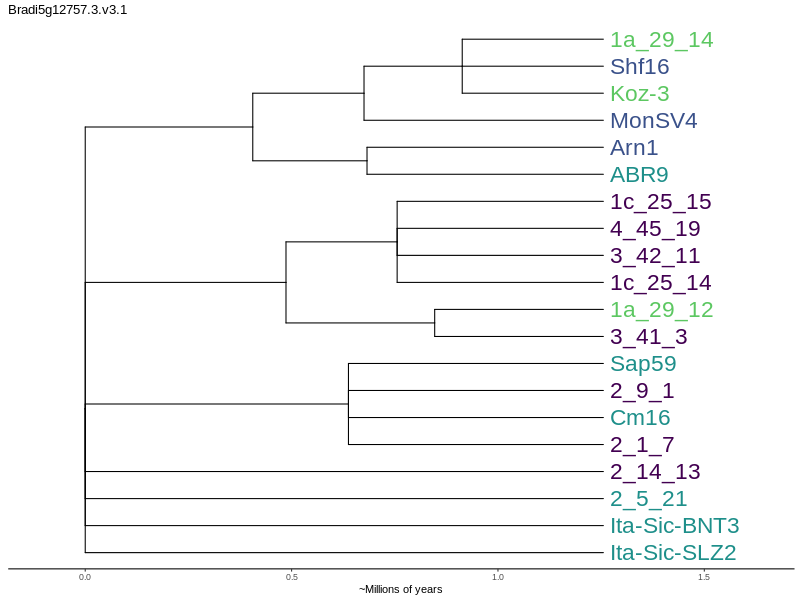 Bradi5g12757.3.v3.1
1a_29_14
Shf16
Koz-3
MonSV4
Arn1
ABR9
1c_25_15
4_45_19
3_42_11
1c_25_14
1a_29_12
3_41_3
Sap59
2_9_1
Cm16
2_1_7
2_14_13
2_5_21
Ita-Sic-BNT3
Ita-Sic-SLZ2
0.0 0.5 1.0 1.5
~Millions of years